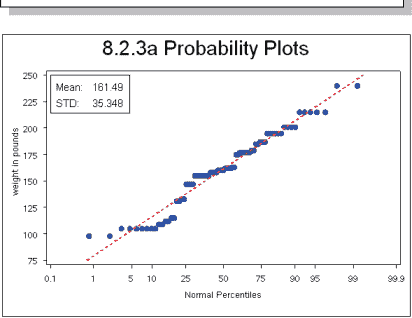 8.2.3a Probability Plots
Mean: 161.49
STD: 35.348
weight in pounds
250
225
200
175
150
125
100
75
0.1 1 5 10 25 50 75 90 95 99 99.9
Normal Percentiles